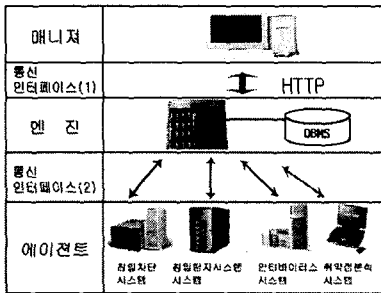 매니져
통신
인터페이스(1)
HTTP
엔 진
DBMS
통신
인터페이스(2)
에이젼트
침입차단
시스템
침입탐지시스템
시스템
안티바이러스
시스템
취약점분석
시스템